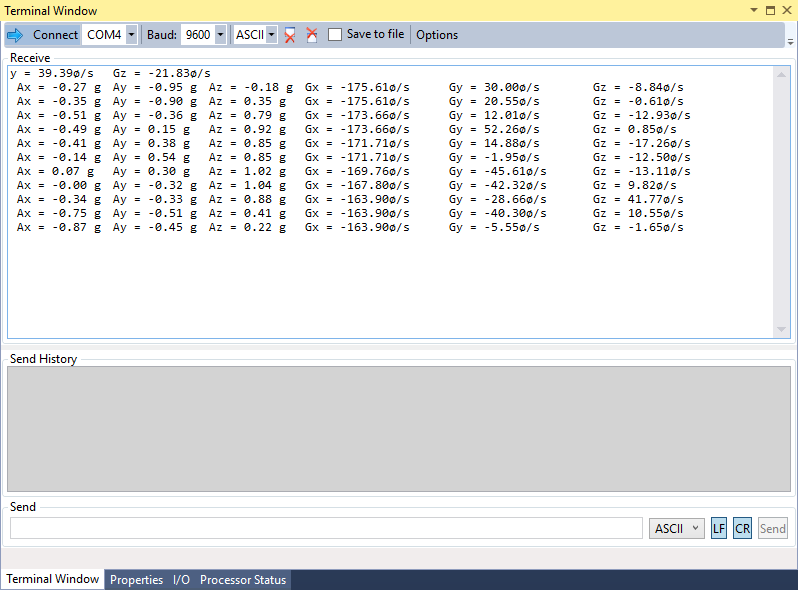 Terminal Window
Connect COM4 Baud: 9600 ASCII Save to file Options
Receive
y = 39.39ø/s Gz = -21.83ø/s
Ax = -0.27 g Ay = -0.95 g Az = -0.18 g Gx = -175.61ø/s Gy = 30.00ø/s Gz = -8.84ø/s
Ax = -0.35 g Ay = -0.90 g Az = 0.35 g Gx = -175.61ø/s Gy = 20.55ø/s Gz = -0.61ø/s
Ax = -0.51 g Ay = -0.36 g Az = 0.79 g Gx = -173.66ø/s Gy = 12.01ø/s Gz = -12.93ø/s
Ax = -0.49 g Ay = 0.15 g Az = 0.92 g Gx = -173.66ø/s Gy = 52.26ø/s Gz = 0.85ø/s
Ax = -0.41 g Ay = 0.38 g Az = 0.85 g Gx = -171.71ø/s Gy = 14.88ø/s Gz = -17.26ø/s
Ax = -0.14 g Ay = 0.54 g Az = 0.85 g Gx = -171.71ø/s Gy = -1.95ø/s Gz = -12.50ø/s
Ax = 0.07 g Ay = 0.30 g Az = 1.02 g Gx = -169.76ø/s Gy = -45.61ø/s Gz = -13.11ø/s
Ax = -0.00 g Ay = -0.32 g Az = 1.04 g Gx = -167.80ø/s Gy = -42.32ø/s Gz = 9.82ø/s
Ax = -0.34 g Ay = -0.33 g Az = 0.88 g Gx = -163.90ø/s Gy = -28.66ø/s Gz = 41.77ø/s
Ax = -0.75 g Ay = -0.51 g Az = 0.41 g Gx = -163.90ø/s Gy = -40.30ø/s Gz = 10.55ø/s
Ax = -0.87 g Ay = -0.45 g Az = 0.22 g Gx = -163.90ø/s Gy = -5.55ø/s Gz = -1.65ø/s
Send History
Send
ASCII LF CR Send
Terminal Window Properties I/O Processor Status